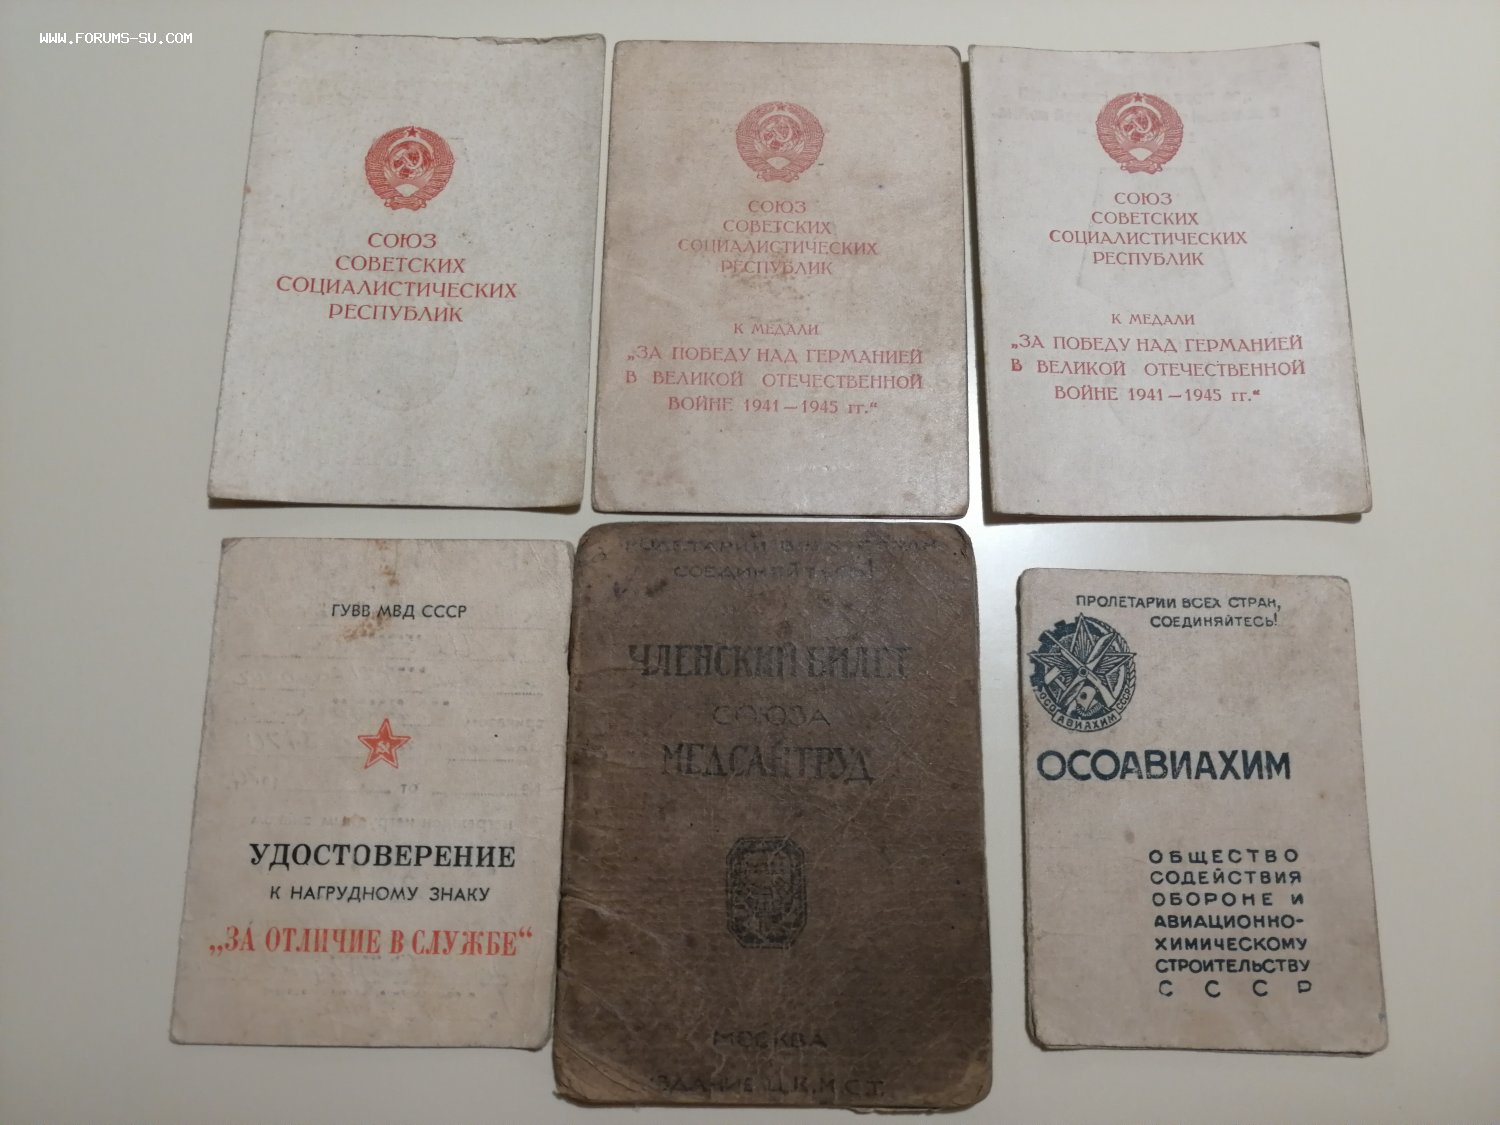 WWW.FORUMS-SU.COM
СОЮЗ
СОВЕТСКИХ
СОЦИАЛИСТИЧЕСКИХ
РЕСПУБЛИК
СОЮЗ
СОВЕТСКИХ
СОЦИАЛИСТИЧЕСКИХ
РЕСПУБЛИК
К МЕДАЛИ
„ЗА ПОБЕДУ НАД ГЕРМАНИЕЙ
В ВЕЛИКОЙ ОТЕЧЕСТВЕННОЙ
ВОЙНЕ 1941—1945 гг.“
СОЮЗ
СОВЕТСКИХ
СОЦИАЛИСТИЧЕСКИХ
РЕСПУБЛИК
К МЕДАЛИ
„ЗА ПОБЕДУ НАД ГЕРМАНИЕЙ
В ВЕЛИКОЙ ОТЕЧЕСТВЕННОЙ
ВОЙНЕ 1941—1945 гг.“
ГУВВ МВД СССР
УДОСТОВЕРЕНИЕ
К НАГРУДНОМУ ЗНАКУ
„ЗА ОТЛИЧИЕ В СЛУЖБЕ“
СОЕДИНЯЙТЕСЬ!
ЧЛЕНСКИЙ БИЛЕТ
СОЮЗА
МЕДСАНТРУД
МОСКВА
ИЗДАНИЕ Ц.К.М.С.Т.
ПРОЛЕТАРИИ ВСЕХ СТРАН,
СОЕДИНЯЙТЕСЬ!
ОСОАВИАХИМ
СССР
ОСОАВИАХИМ
ОБЩЕСТВО
СОДЕЙСТВИЯ
ОБОРОНЕ И
АВИАЦИОННО-
ХИМИЧЕСКОМУ
СТРОИТЕЛЬСТВУ
С С С Р